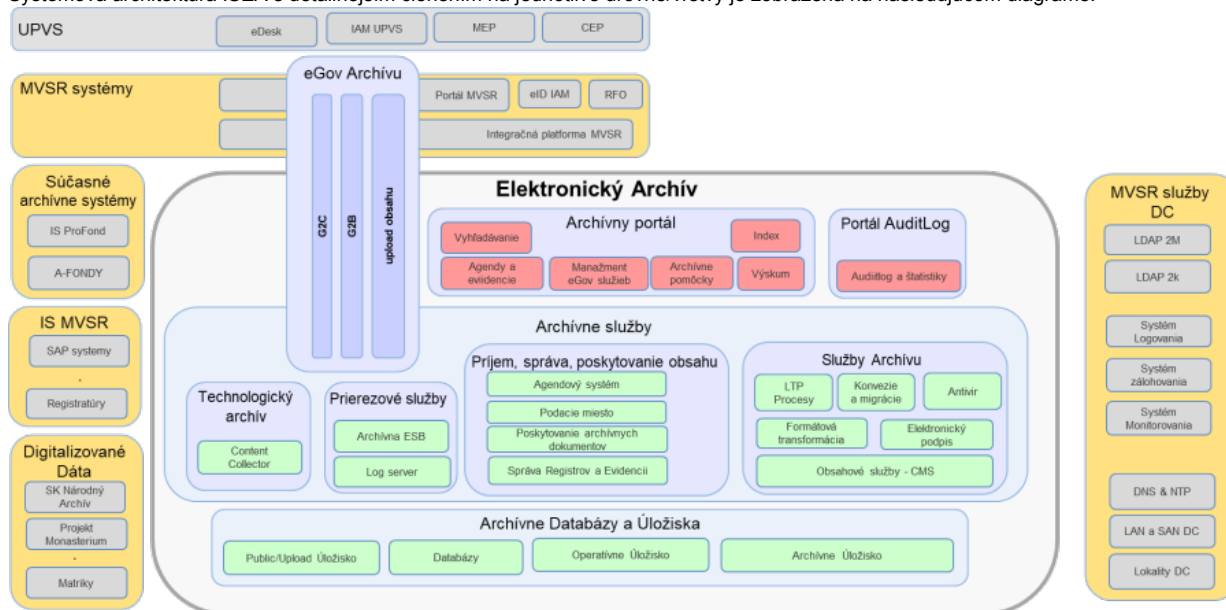 UPVS
eDesk
IAM UPVS
MEP
CEP
eGov Archívu
G2C
G2B
upload obsahu
MVSR systémy
Portál MVSR
eID IAM
RFO
Integračná platforma MVSR
Súčasné
archívne systémy
IS ProFond
A-FONDY
IS MVSR
SAP systemy
.
Registratúry
Digitalizované
Dáta
SK Národný
Archív
Projekt
Monasterium
.
Matriky
Elektronický Archív
Archívny portál
Vyhľadávanie
Index
Agendy a
eviidencie
Manažment
eGov služieb
Archívne
pomôcky
Výskum
Portál AuditLog
Audiitlog a štatistiky
Archívne služby
Technologický
archív
Content
Collector
Prierezové služby
Archívna ESB
Log server
Príjem, správa, poskytovanie obsahu
Agendový systém
Podacie miesto
Poskytovanie archívnych
dokumentov
Správa Registrov a Evidencií
Služby Archívu
LTP
Procesy
Konvezie
a migrácie
Antivir
Formátová
transformácia
Elektronický
podpis
Obsahové služby - CMS
Archívne Databázy a Úložiska
Public/Upload Úložisko
Databázy
Operatívne Úložisko
Archívne Úložisko
MVSR služby
DC
LDAP 2M
LDAP 2k
Systém
Logovania
Systém
zálohovania
Systém
Monitorovania
DNS & NTP
LAN a SAN DC
Lokality DC